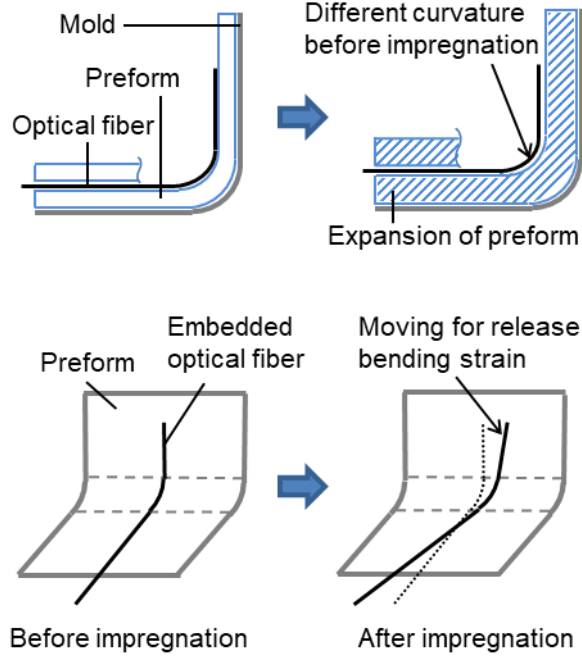 Mold
Preform
Optical fiber
Different curvature
before impregnation
Expansion of preform
Preform
Embedded
optical fiber
Moving for release
bending strain
Before impregnation
After impregnation